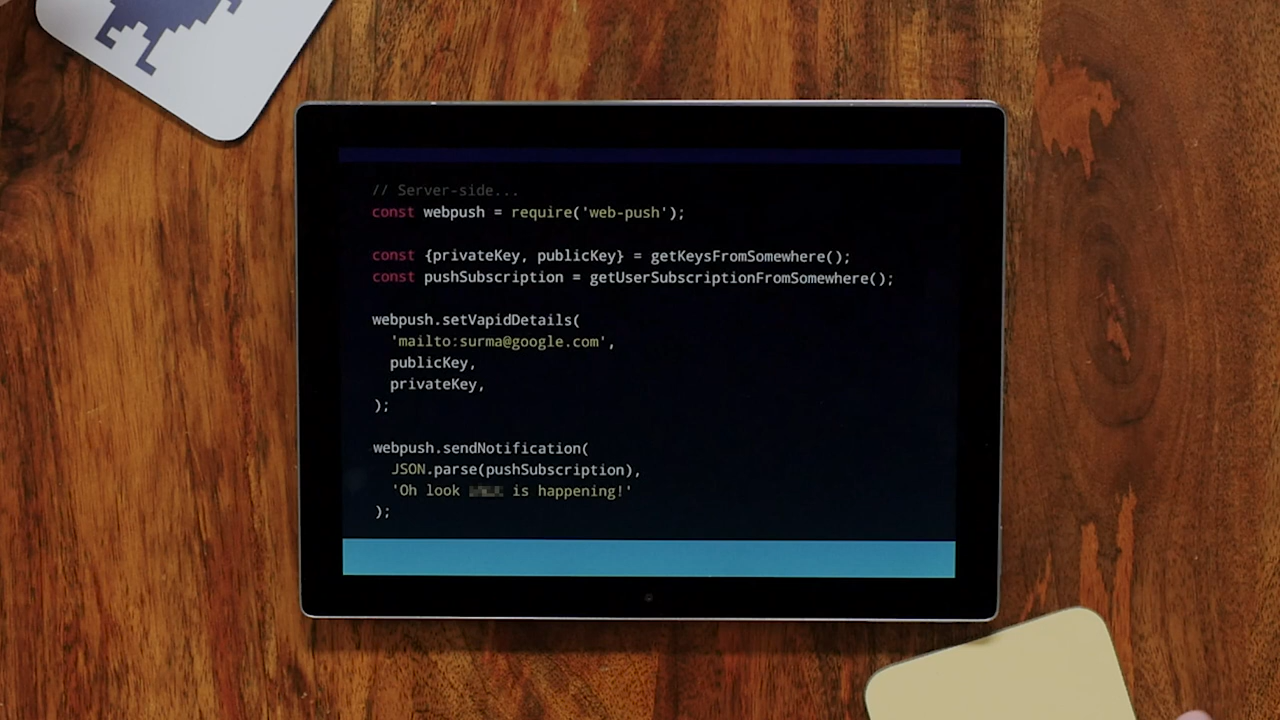 // Server-side...
const webpush = require('web-push');
const {privateKey, publicKey} = getKeysFromSomewhere();
const pushSubscription = getUserSubscriptionFromSomewhere();
webpush.setVapidDetails(
'mailto:surma@google.com',
publicKey,
privateKey,
);
webpush.sendNotification(
JSON.parse(pushSubscription),
'Oh look is happening!'
);